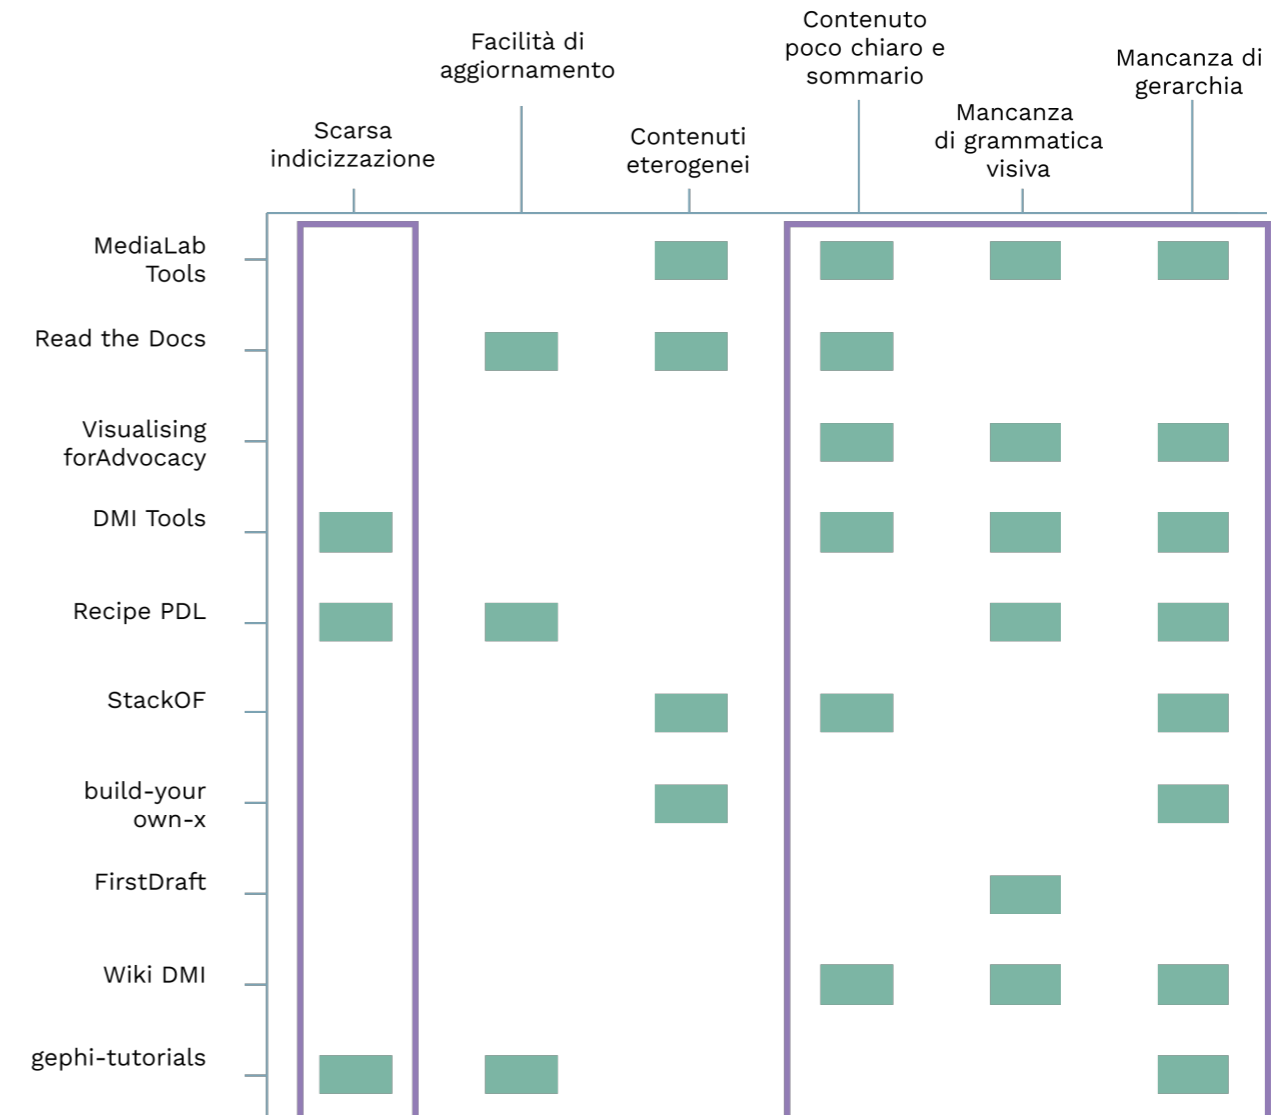 Scarsa
indicizzazione
Facilità di
aggiornamento
Contenuti
eterogenei
Contenuto
poco chiaro e
sommario
Mancanza
di grammatica
visiva
Mancanza di
gerarchia
MediaLab
Tools
Read the Docs
Visualising
forAdvocacy
DMI Tools
Recipe PDL
StackOF
build-your
own-x
FirstDraft
Wiki DMI
gephi-tutorials